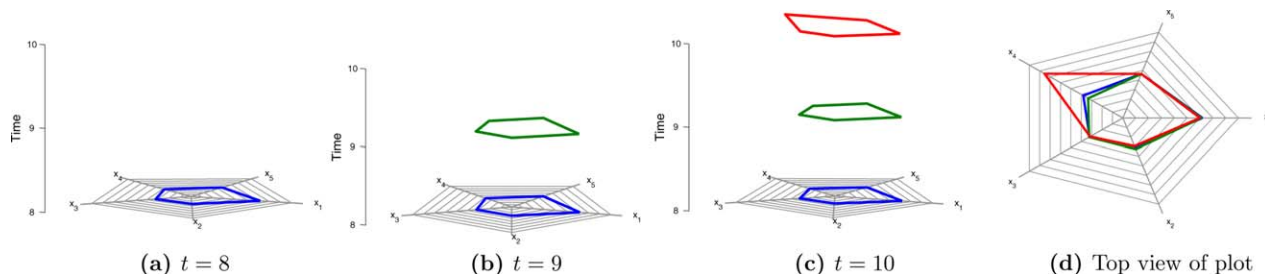 10
9
8
Time
x4
x5
x3
x2
x1
(a) t = 8
10
9
8
Time
x4
x5
x3
x2
x1
(b) t = 9
10
9
8
Time
x4
x5
x3
x2
x1
(c) t = 10
x5
x4
x3
x2
(d) Top view of plot